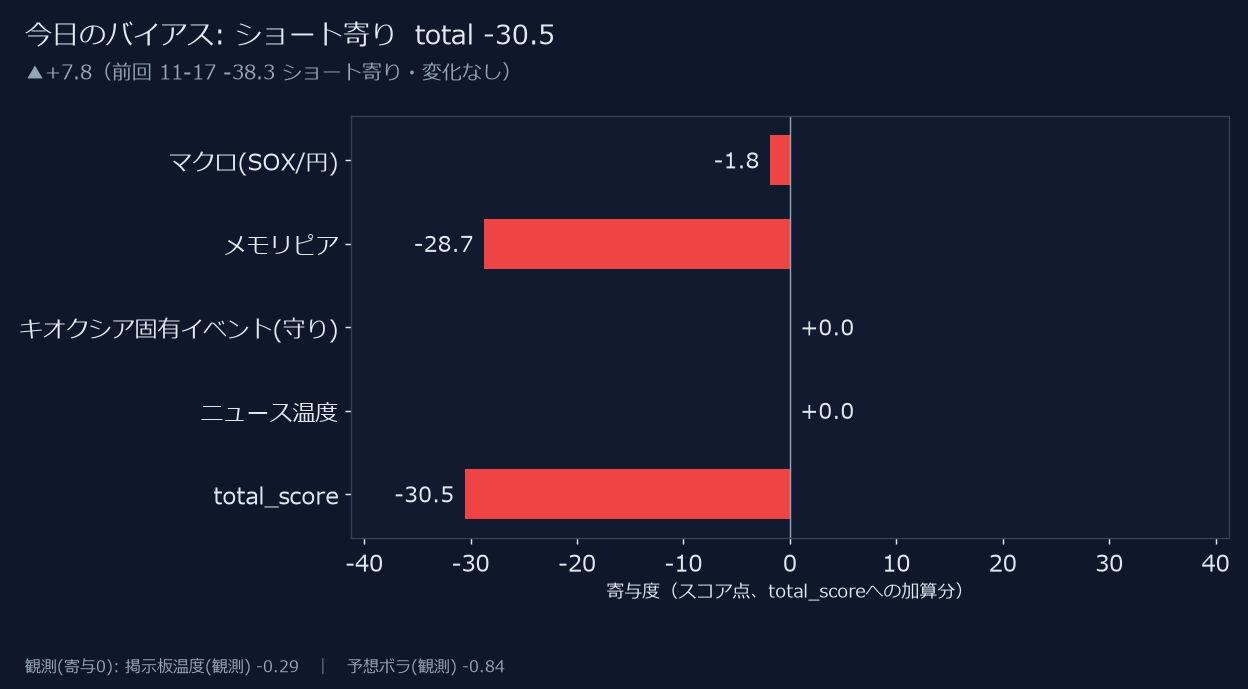 今日のバイアス: ショート寄り  total -30.5
▲+7.8（前回 11-17 -38.3 ショート寄り・変化なし）
マクロ(SOX/円)
-1.8
メモリピア
-28.7
キオクシア固有イベント(守り)
+0.0
ニュース温度
+0.0
total_score
-30.5
-40 -30 -20 -10 0 10 20 30 40
寄与度（スコア点、total_scoreへの加算分）
観測(寄与0): 掲示板温度(観測) -0.29  ｜  予想ボラ(観測) -0.84